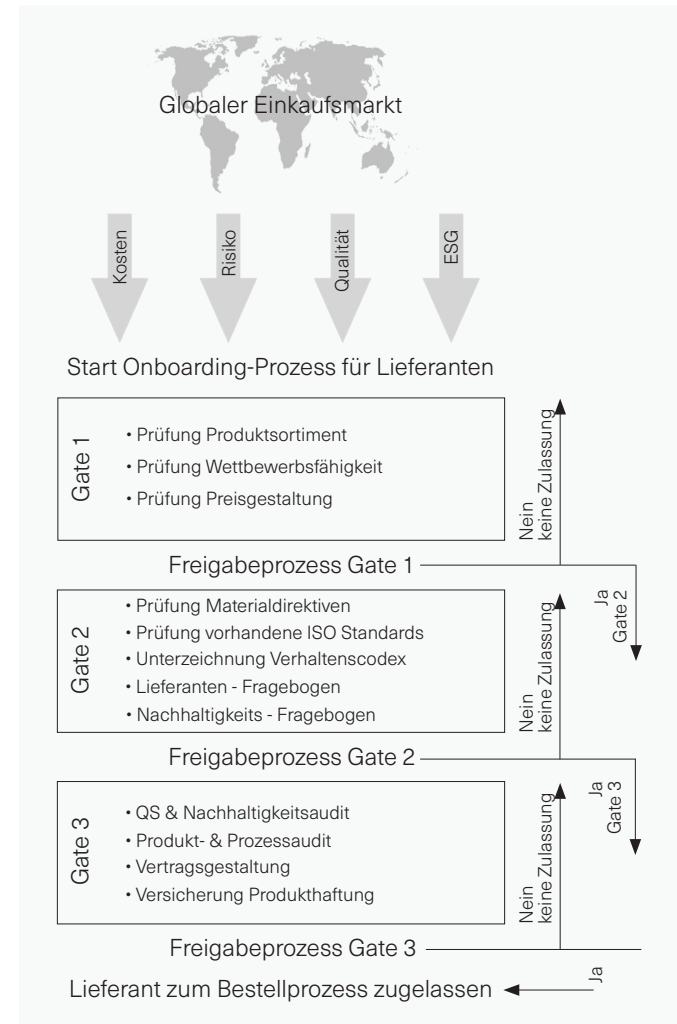 Globaler Einkaufsmarkt
Kosten
Risiko
Qualität
ESG
Start Onboarding-Prozess für Lieferanten
Gate 1
• Prüfung Produktsortiment
• Prüfung Wettbewerbsfähigkeit
• Prüfung Preisgestaltung
Nein
keine Zulassung
Freigabeprozess Gate 1
Ja
Gate 2
Gate 2
• Prüfung Materialdirektiven
• Prüfung vorhandene ISO Standards
• Unterzeichnung Verhaltenscodex
• Lieferanten - Fragebogen
• Nachhaltigkeits - Fragebogen
Nein
keine Zulassung
Freigabeprozess Gate 2
Ja
Gate 3
Gate 3
• QS & Nachhaltigkeitsaudit
• Produkt- & Prozessaudit
• Vertragsgestaltung
• Versicherung Produkthaftung
Nein
keine Zulassung
Freigabeprozess Gate 3
Ja
Lieferant zum Bestellprozess zugelassen